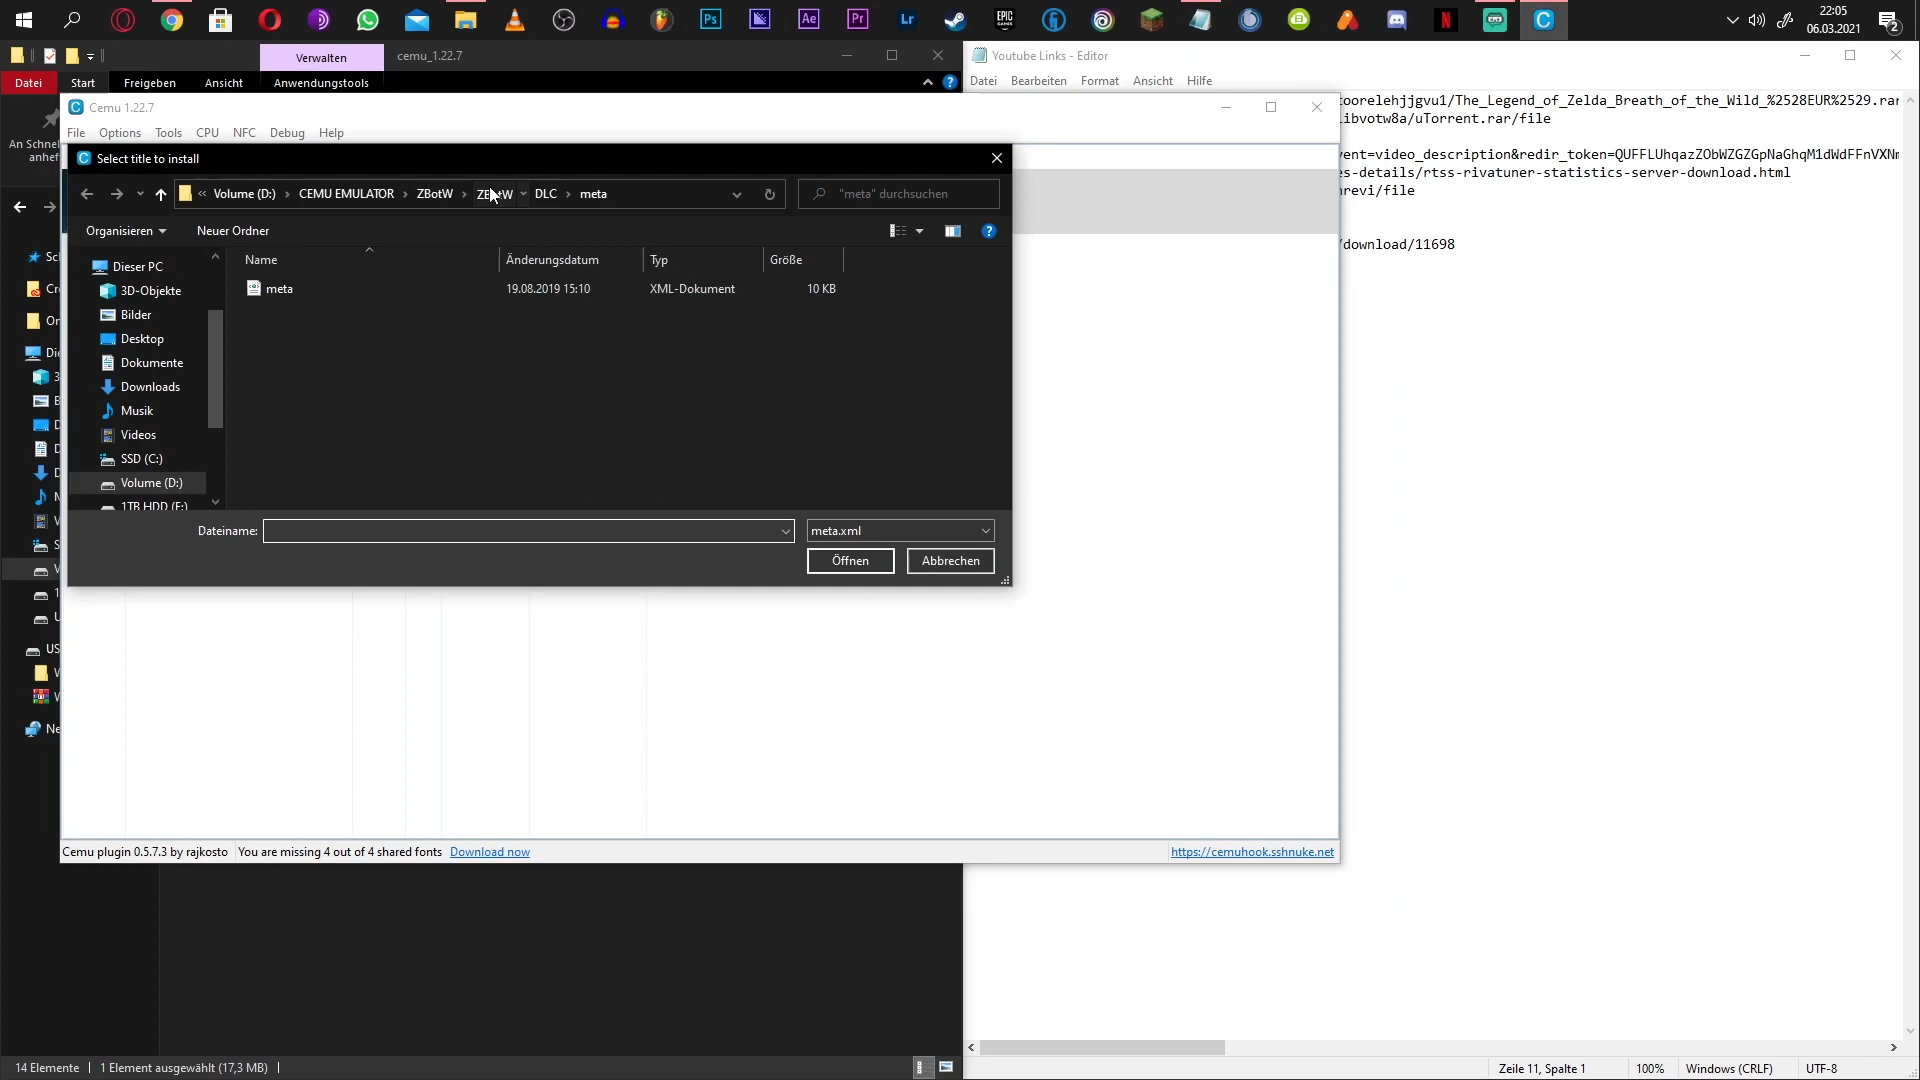 22:05
06.03.2021
2
Verwalten
cemu_1.22.7
Datei
Start
Freigeben
Ansicht
Anwendungstools
Youtube Links - Editor
Datei
Bearbeiten
Format
Ansicht
Hilfe
Cemu 1.22.7
File
Options
Tools
CPU
NFC
Debug
Help
Select title to install
« Volume (D:) › CEMU EMULATOR › ZBotW › ZBotW DLC › meta
"meta" durchsuchen
Organisieren
Neuer Ordner
Dieser PC
3D-Objekte
Bilder
Desktop
Dokumente
Downloads
Musik
Videos
SSD (C:)
Volume (D:)
1TB HDD (E:)
Name
Änderungsdatum
Typ
Größe
meta
19.08.2019 15:10
XML-Dokument
10 KB
Dateiname:
meta.xml
Öffnen
Abbrechen
Cemu plugin 0.5.7.3 by rajkosto
You are missing 4 out of 4 shared fonts
Download now
https://cemuhook.sshnuke.net
oorelehjjgvu1/The_Legend_of_Zelda_Breath_of_the_Wild_%2528EUR%2529.rar
ibvotw8a/uTorrent.rar/file
ent=video_description&redir_token=QUFFLUhqazZObWZGZGpNaGhqM1dWdFFnVXNm
s-details/rtss-rivatuner-statistics-server-download.html
revi/file
/download/11698
14 Elemente
1 Element ausgewählt (17,3 MB)
Zeile 11, Spalte 1
100%
Windows (CRLF)
UTF-8